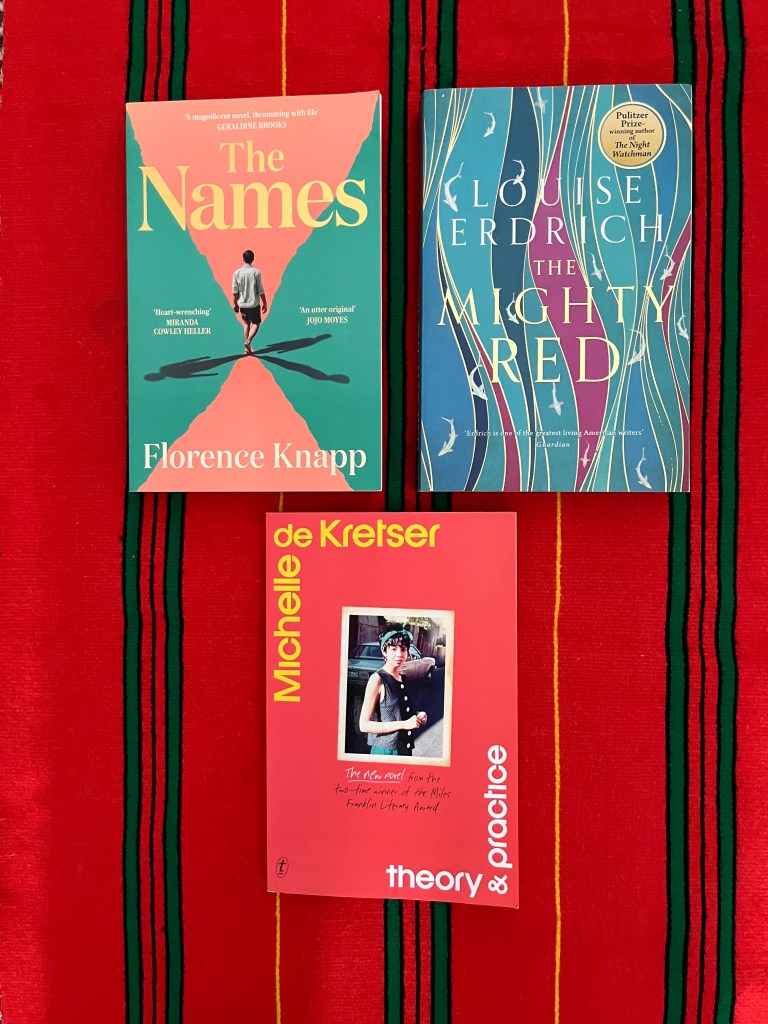 'A magnificent novel, thrumming with life'
GERALDINE BROOKS
The
Names
'Heart-wrenching'
MIRANDA
COWLEY HELLER
'An utter original'
JOJO MOYES
Florence Knapp
Pulitzer
Prize-
winning author
of
The Night
Watchman
LOUISE
ERDRICH
THE
MIGHTY
RED
'Erdrich is one of the greatest living American writers'
Guardian
Michelle
de Kretser
The new novel from the
two-time winner of the Miles
Franklin Literary Award
theory
& practice
t